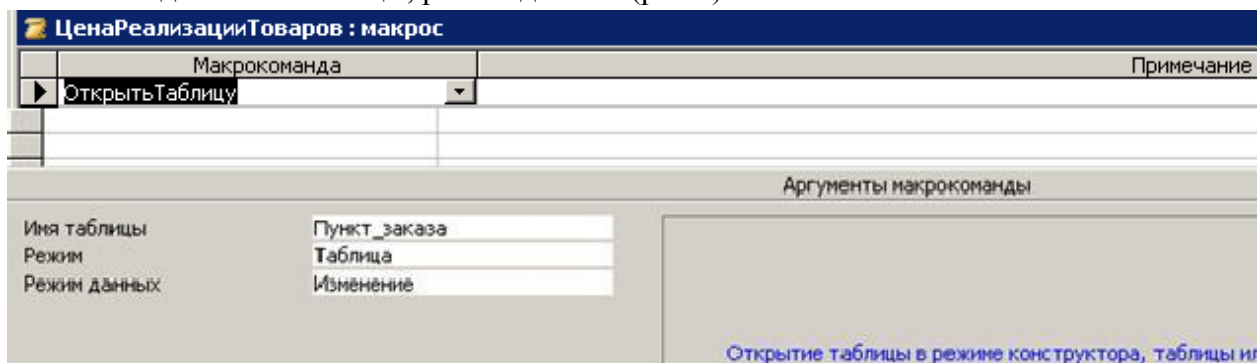 ЦенаРеализацииТоваров : макрос
Макрокоманда Примечание
ОткрытьТаблицу
Аргументы макрокоманды
Имя таблицы Пункт_заказа
Режим Таблица
Режим данных Изменение
Открытие таблицы в режиме конструктора, таблицы ил